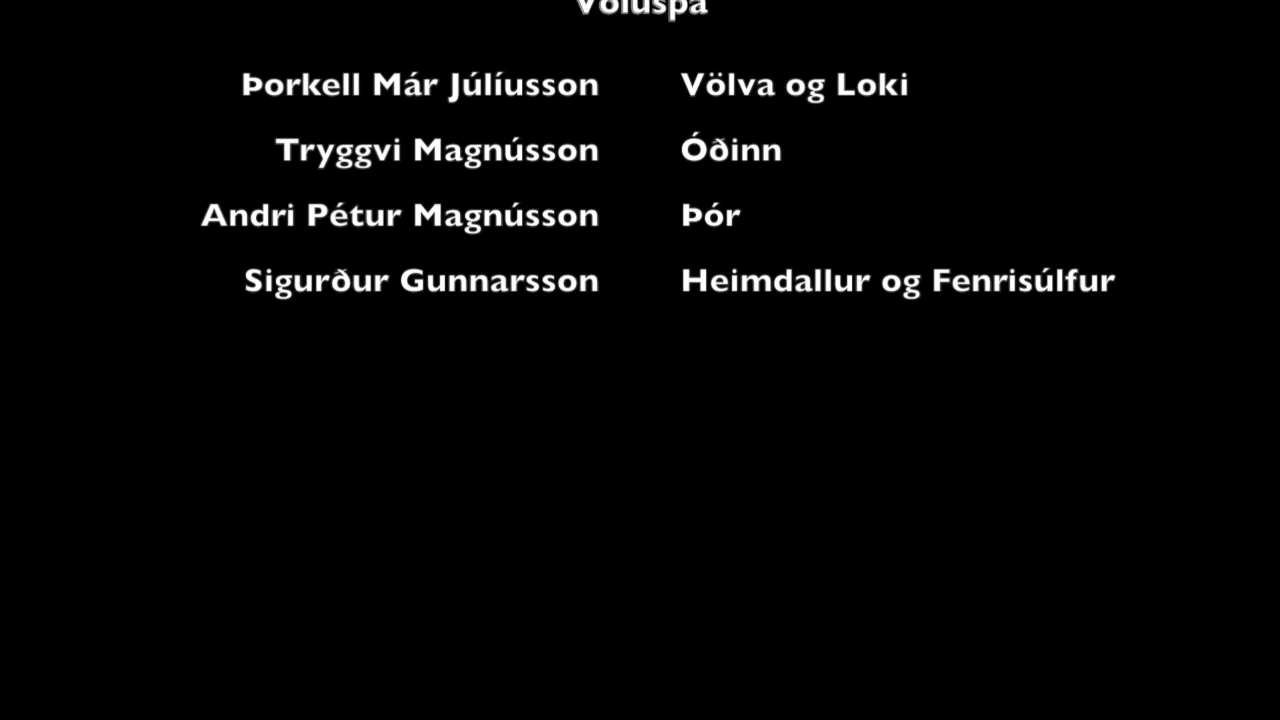 Völuspá
Þorkell Már Júlíusson Völva og Loki
Tryggvi Magnússon Óðinn
Andri Pétur Magnússon Þór
Sigurður Gunnarsson Heimdallur og Fenrisúlfur